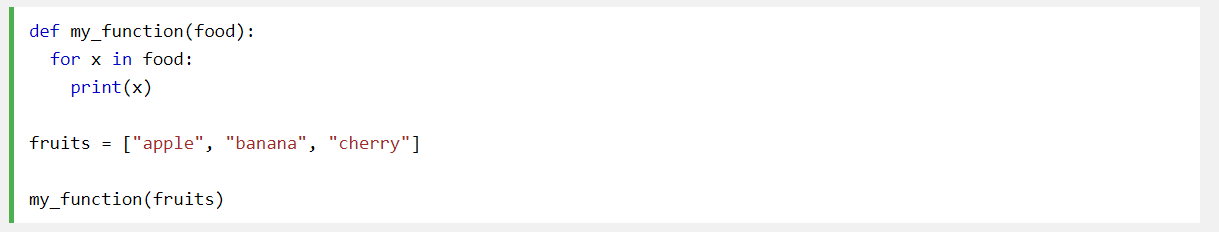 def my_function(food):
  for x in food:
    print(x)

fruits = ["apple", "banana", "cherry"]

my_function(fruits)